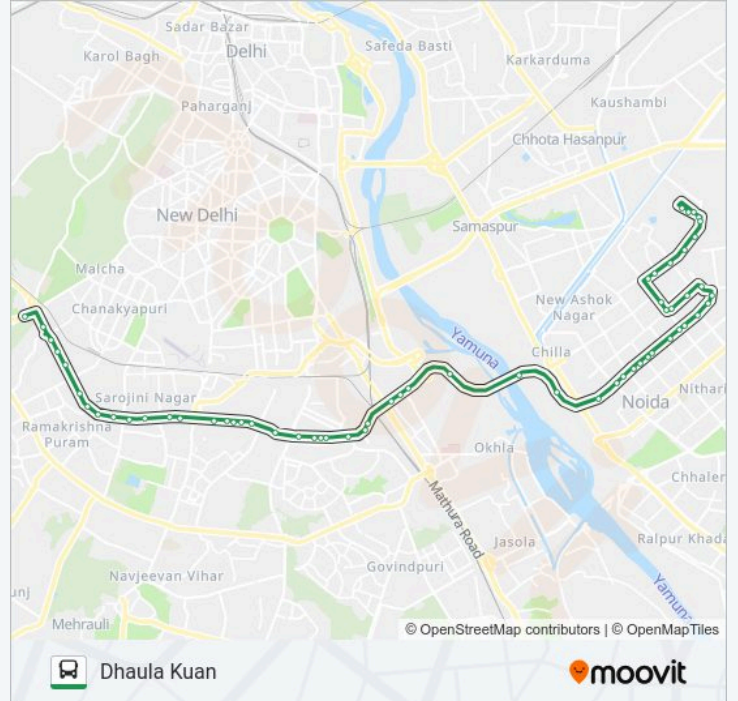 Sadar Bazar
Delhi
Safeda Basti
Karol Bagh
Karkarduma
Paharganj
Kaushambi
Chhota Hasanpur
New Delhi
Samaspur
Malcha
Chanakyapuri
New Ashok
Nagar
Yamuna
Chilla
Sarojini Nagar
Nithari
Noida
Ramakrishna
Puram
Okhla
Chhaler
Mathura Road
Jasola
Ralpur Khada
Govindpuri
Navjeevan Vihar
unj
Yamuna
Mehrauli
© OpenStreetMap contributors | © OpenMapTiles
Dhaula Kuan
moovit